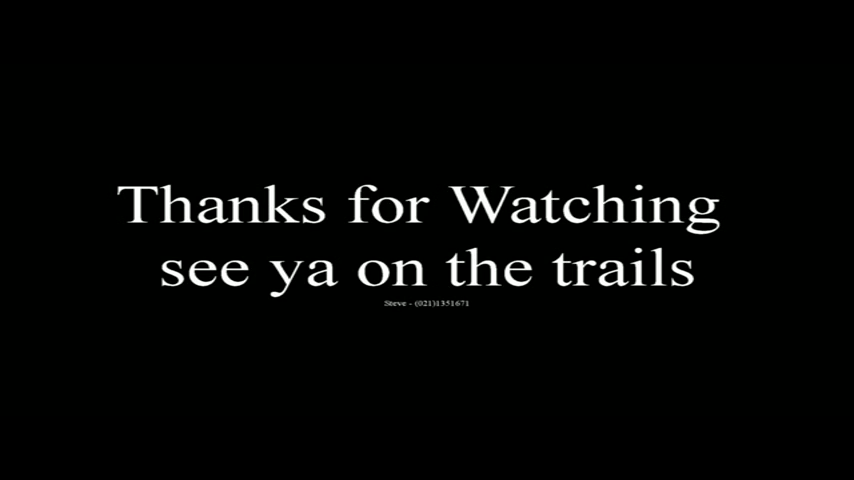 Thanks for Watching
see ya on the trails
Steve - (021)1351671